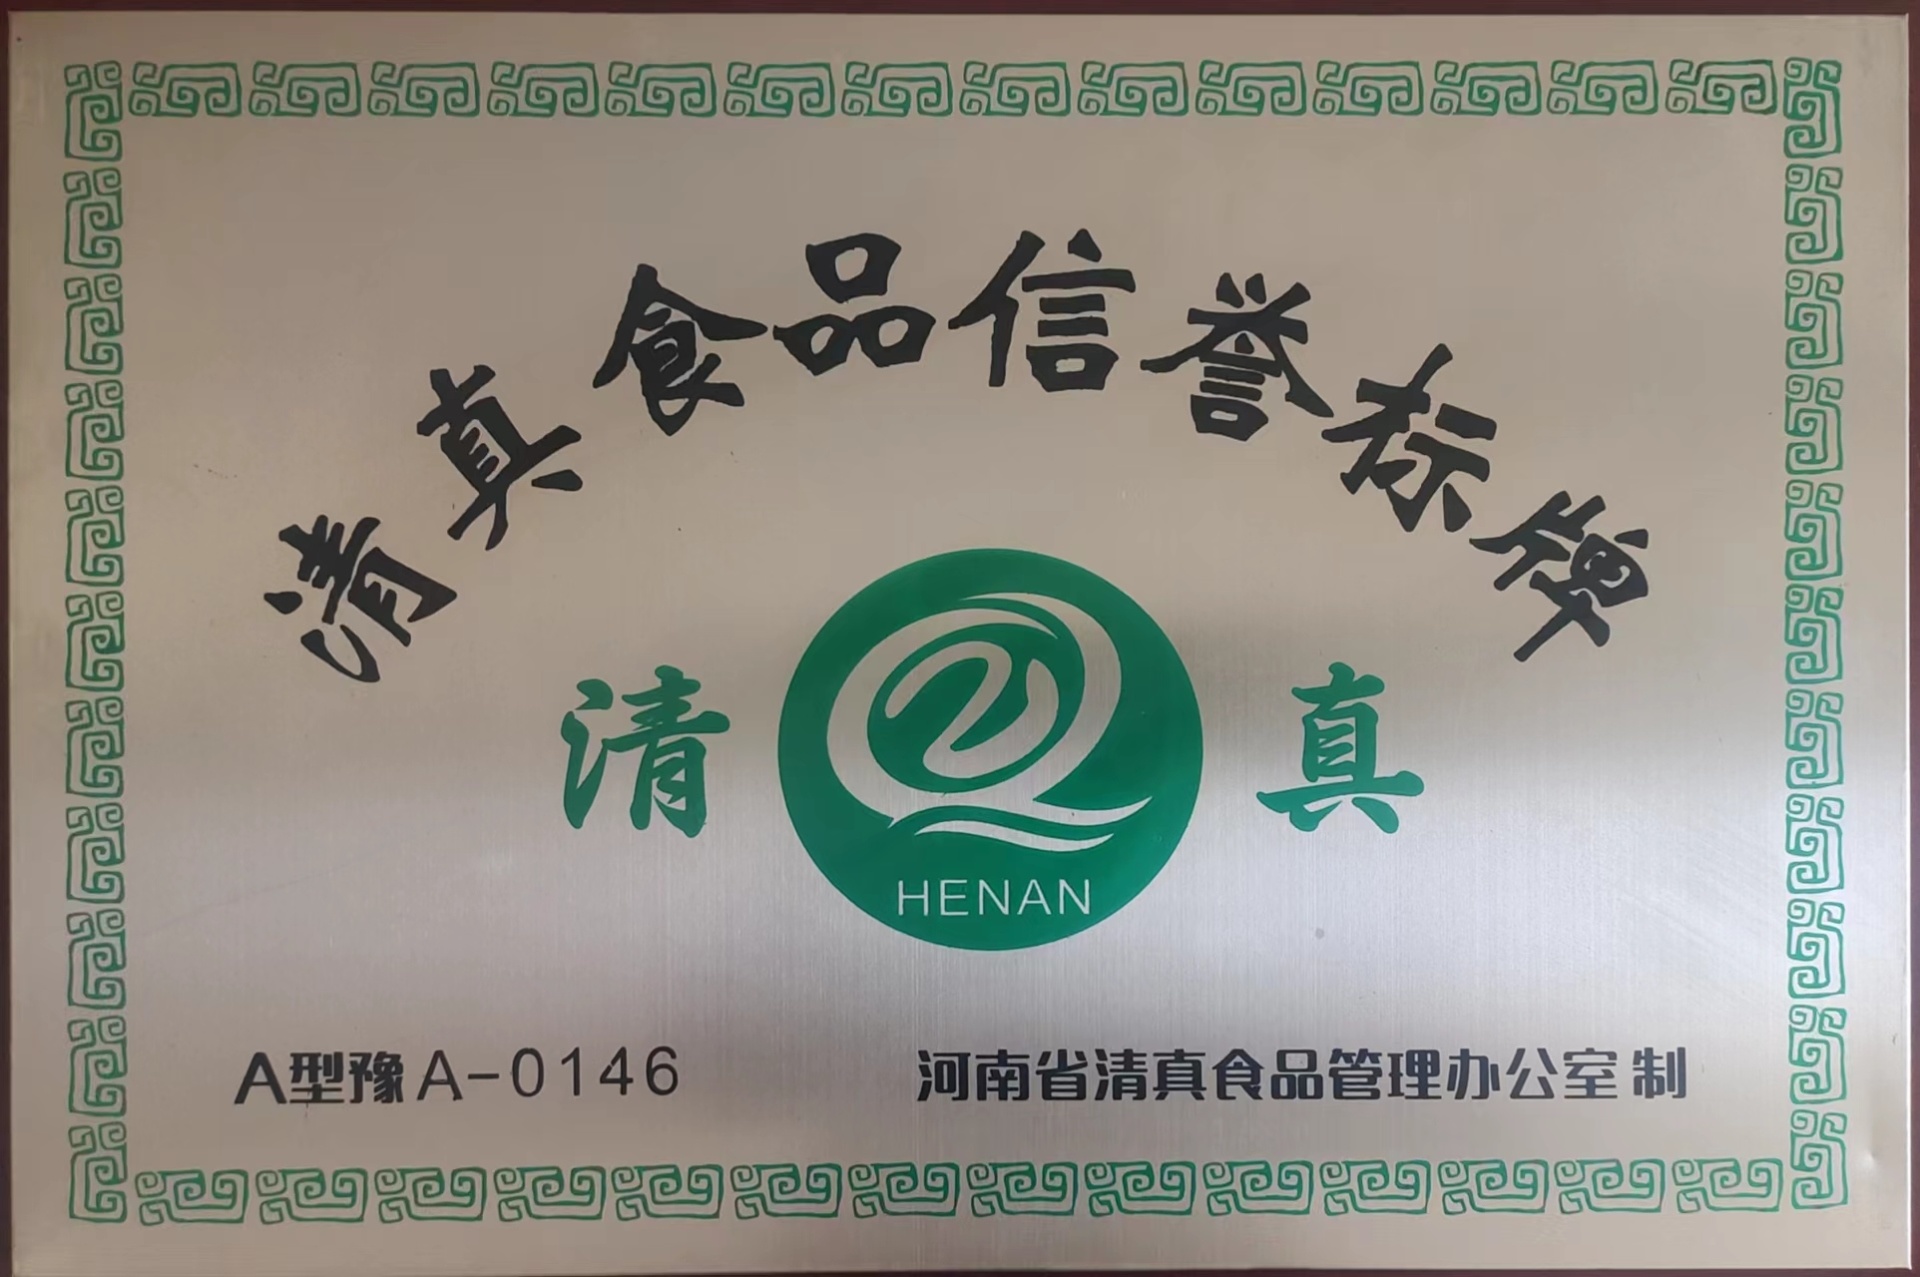 清真食品信誉标牌
清 真
HENAN
A型豫A-0146
河南省清真食品管理办公室 制